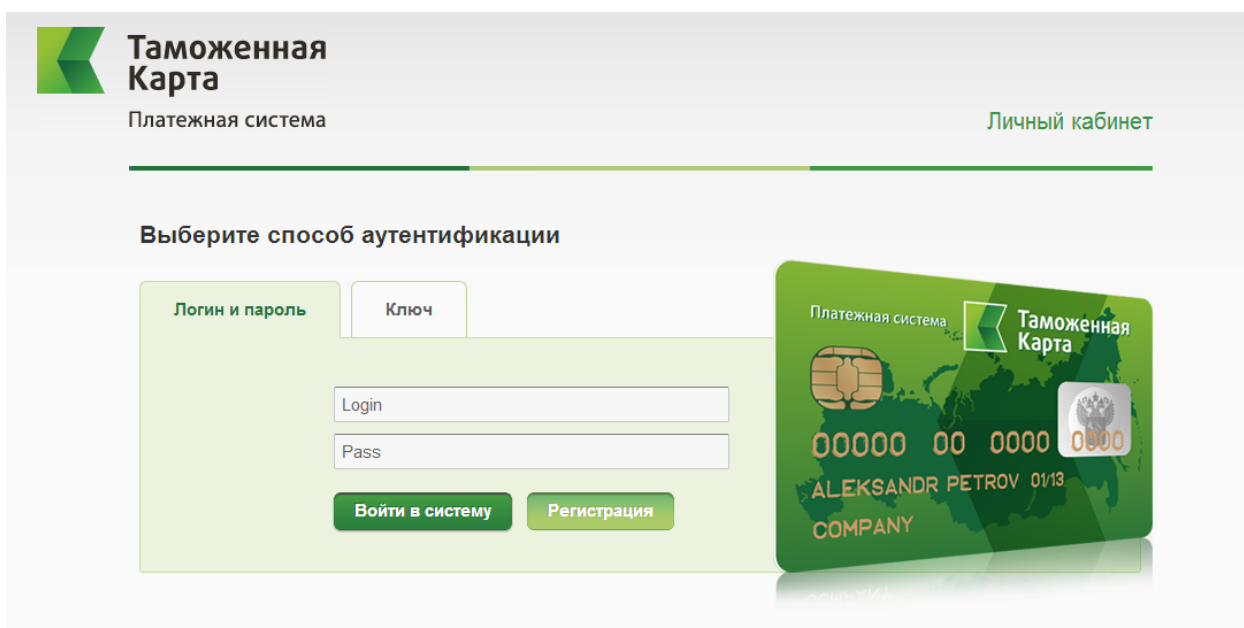 Таможенная
Карта
Платежная система
Личный кабинет
Выберите способ аутентификации
Логин и пароль
Ключ
Login
Pass
Войти в систему
Регистрация
Платежная система
Таможенная
Карта
00000 00 0000 0000
ALEKSANDR PETROV 01/13
COMPANY
COMPANY